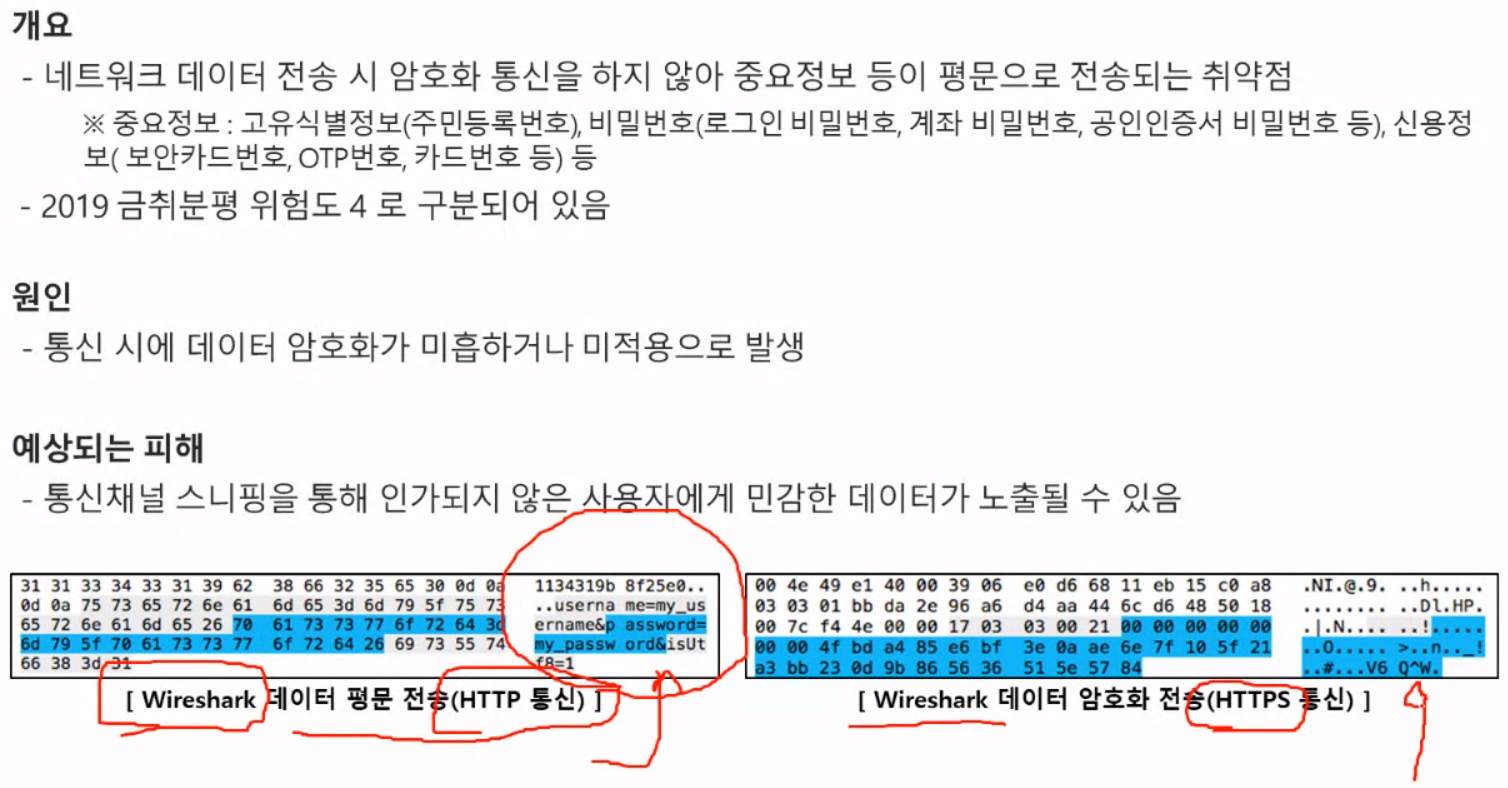 개요
- 네트워크 데이터 전송 시 암호화 통신을 하지 않아 중요정보 등이 평문으로 전송되는 취약점
※ 중요정보 : 고유식별정보(주민등록번호), 비밀번호(로그인 비밀번호, 계좌 비밀번호, 공인인증서 비밀번호 등), 신용정
보( 보안카드번호, OTP번호, 카드번호 등) 등
- 2019 금취분평 위험도 4 로 구분되어 있음
원인
- 통신 시에 데이터 암호화가 미흡하거나 미적용으로 발생
예상되는 피해
- 통신채널 스니핑을 통해 인가되지 않은 사용자에게 민감한 데이터가 노출될 수 있음
31 31 33 34 33 31 39 62 38 66 32 35 65 30 0d 0a 1134319b 8f25e0..
0d 0a 75 73 65 72 6e 61 6d 65 3d 6d 79 5f 75 73 ..userna me=my_us
65 72 6e 61 6d 65 26 70 61 73 73 77 6f 72 64 3d ername&p assword=
6d 79 5f 70 61 73 73 77 6f 72 64 26 69 73 55 74 my_passw ord&isUt
66 38 3d 31 f8=1
[ Wireshark 데이터 평문 전송(HTTP 통신) ]
00 4e 49 e1 40 00 39 06 e0 d6 68 11 eb 15 c0 a8 .NI.@.9. ..h.....
03 03 01 bb da 2e 96 a6 d4 aa 44 6c d6 48 50 18 ........ ..Dl.HP.
00 7c f4 4e 00 00 17 03 03 00 21 00 00 00 00 00 .|.N.... ..!.....
00 00 4f bd a4 85 e6 bf 3e 0a ae 6e 7f 10 5f 21 ..O..... >..n.._!
a3 bb 23 0d 9b 86 56 36 51 5e 57 84 ..#...V6 Q^W.
[ Wireshark 데이터 암호화 전송(HTTPS 통신) ]